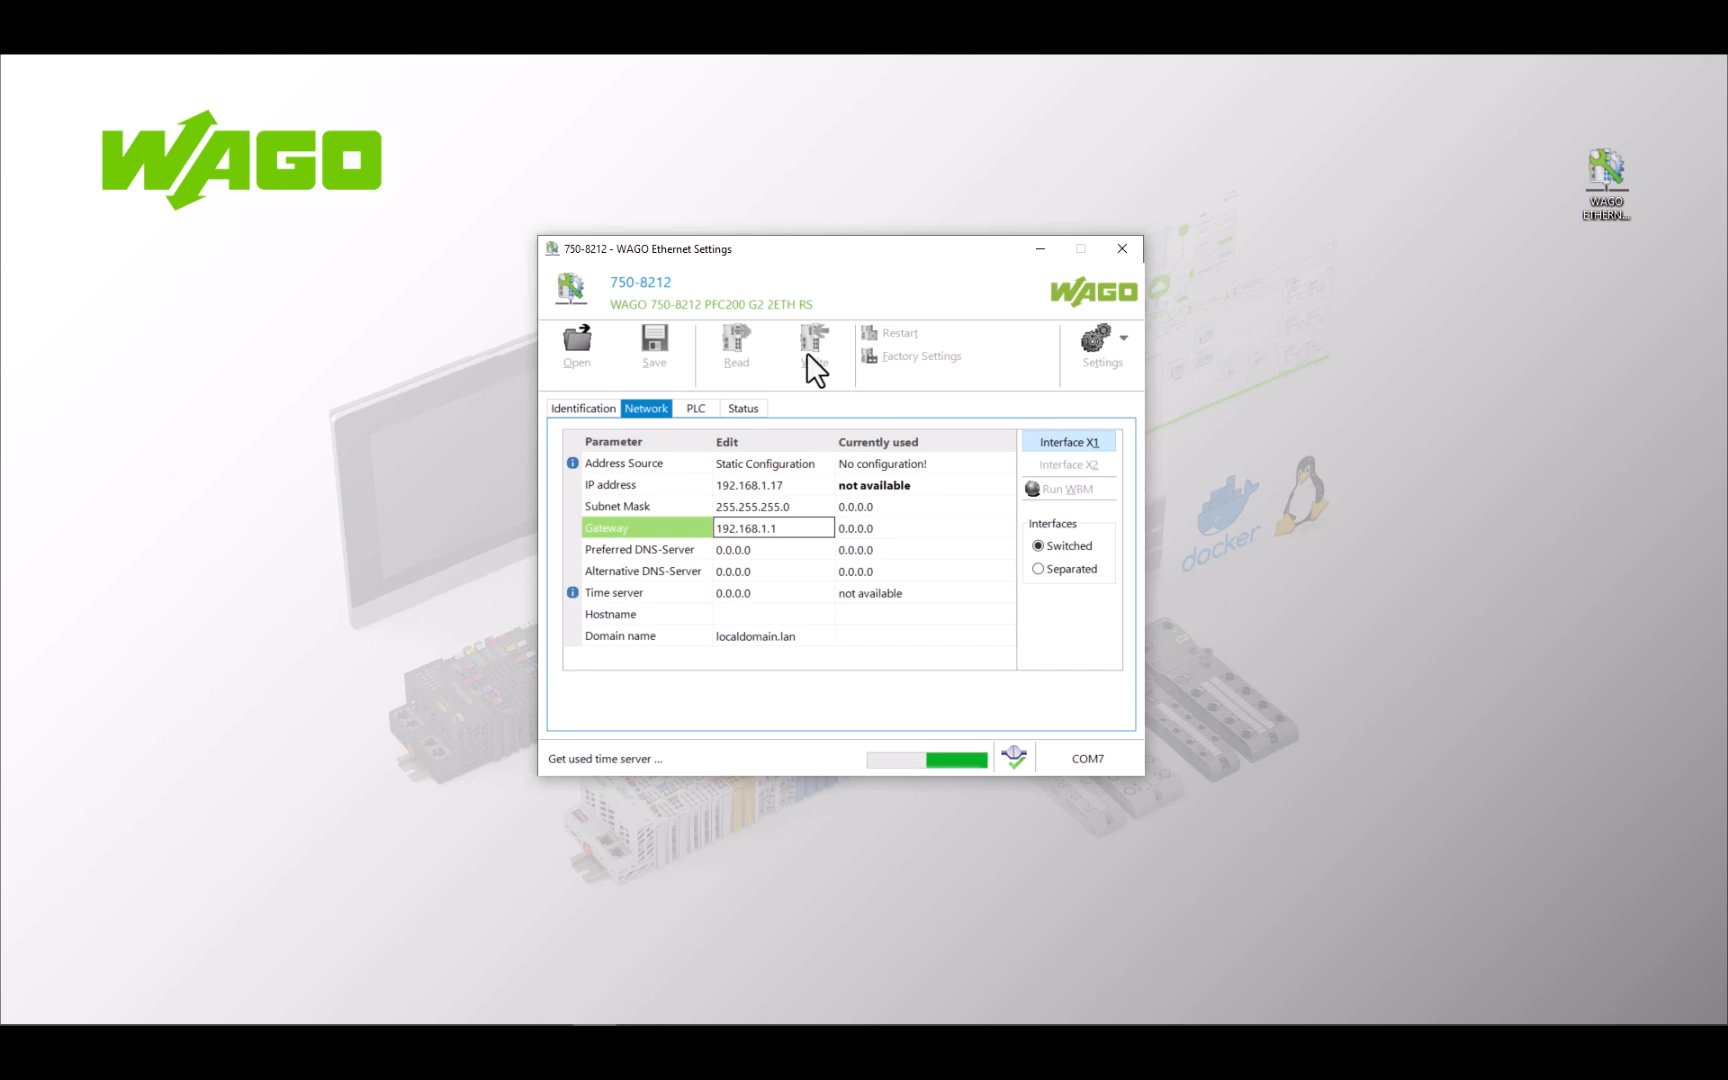 WAGO
WAGO
ETHERN...
750-8212 - WAGO Ethernet Settings
750-8212
WAGO 750-8212 PFC200 G2 2ETH RS
WAGO
Open
Save
Read
Restart
Factory Settings
Settings
Identification
Network
PLC
Status
Parameter Edit Currently used
Address Source Static Configuration No configuration!
IP address 192.168.1.17 not available
Subnet Mask 255.255.255.0 0.0.0.0
Gateway 192.168.1.1 0.0.0.0
Preferred DNS-Server 0.0.0.0 0.0.0.0
Alternative DNS-Server 0.0.0.0 0.0.0.0
Time server 0.0.0.0 not available
Hostname
Domain name localdomain.lan
Interface X1
Interface X2
Run WBM
Interfaces
Switched
Separated
docker
Get used time server ...
COM7